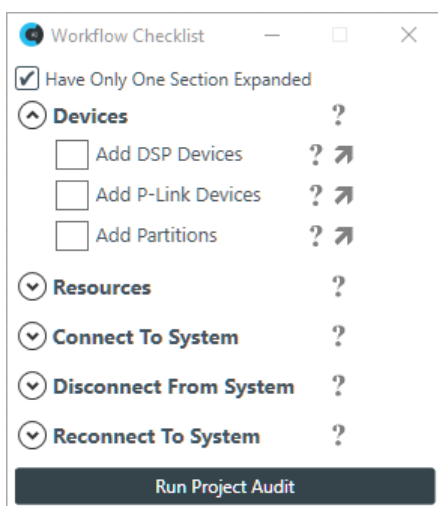 Workflow Checklist
Have Only One Section Expanded
Devices ?
Add DSP Devices ?
Add P-Link Devices ?
Add Partitions ?
Resources ?
Connect To System ?
Disconnect From System ?
Reconnect To System ?
Run Project Audit